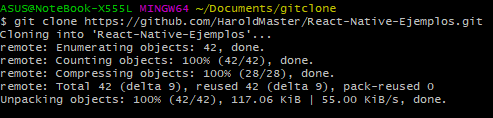 ASUS@NoteBook-X555L MINGW64 ~/Documents/gitclone
$ git clone https://github.com/HaroldMaster/React-Native-Ejemplos.git
Cloning into 'React-Native-Ejemplos'...
remote: Enumerating objects: 42, done.
remote: Counting objects: 100% (42/42), done.
remote: Compressing objects: 100% (28/28), done.
remote: Total 42 (delta 9), reused 42 (delta 9), pack-reused 0
Unpacking objects: 100% (42/42), 117.06 KiB | 55.00 KiB/s, done.